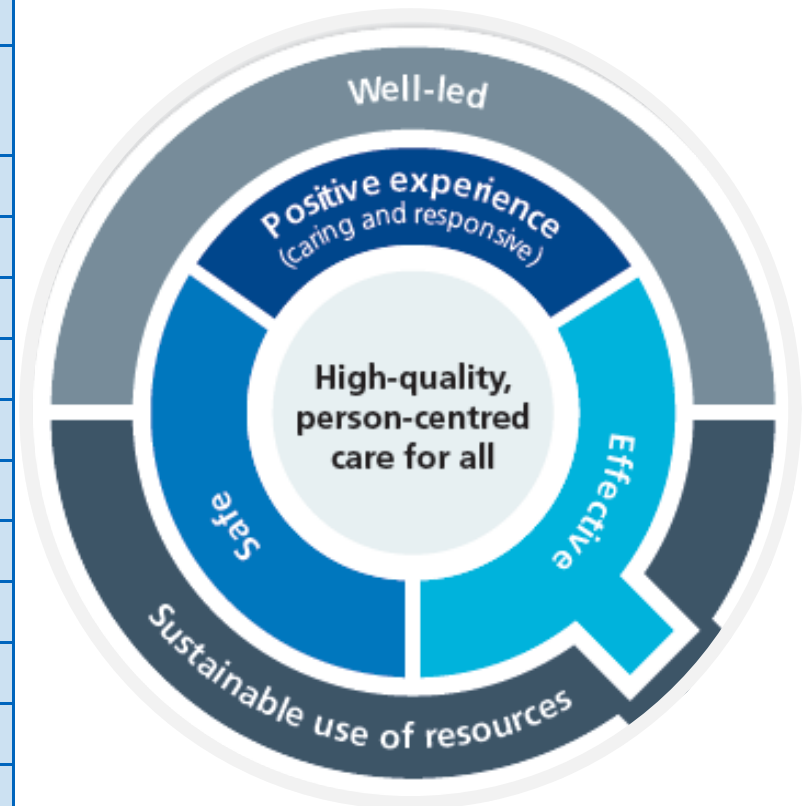 Well-led
Positive experience
(caring and responsive)
High-quality,
person-centred
care for all
Effective
Safe
Sustainable use of resources